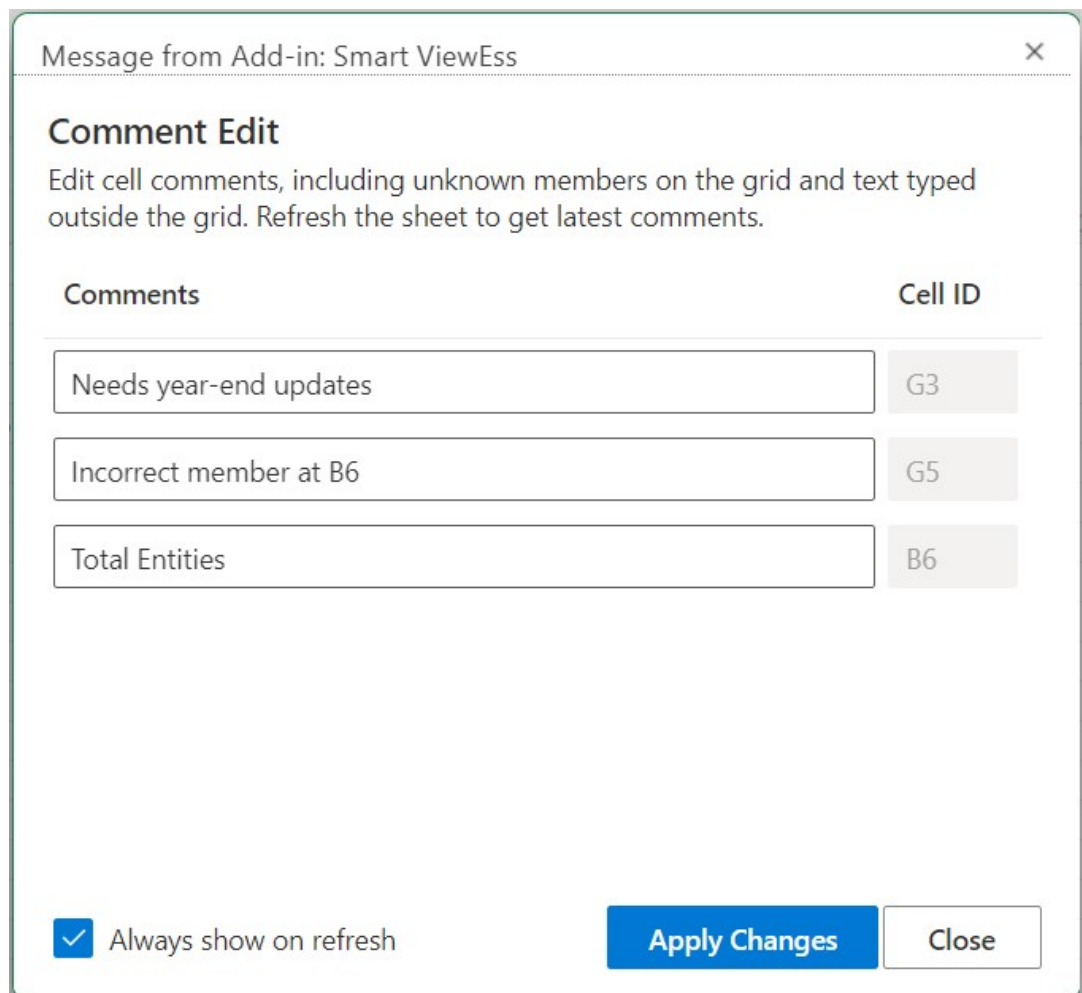 Message from Add-in: Smart ViewEss
Comment Edit
Edit cell comments, including unknown members on the grid and text typed
outside the grid. Refresh the sheet to get latest comments.
Comments Cell ID
Needs year-end updates G3
Incorrect member at B6 G5
Total Entities B6
Always show on refresh Apply Changes Close